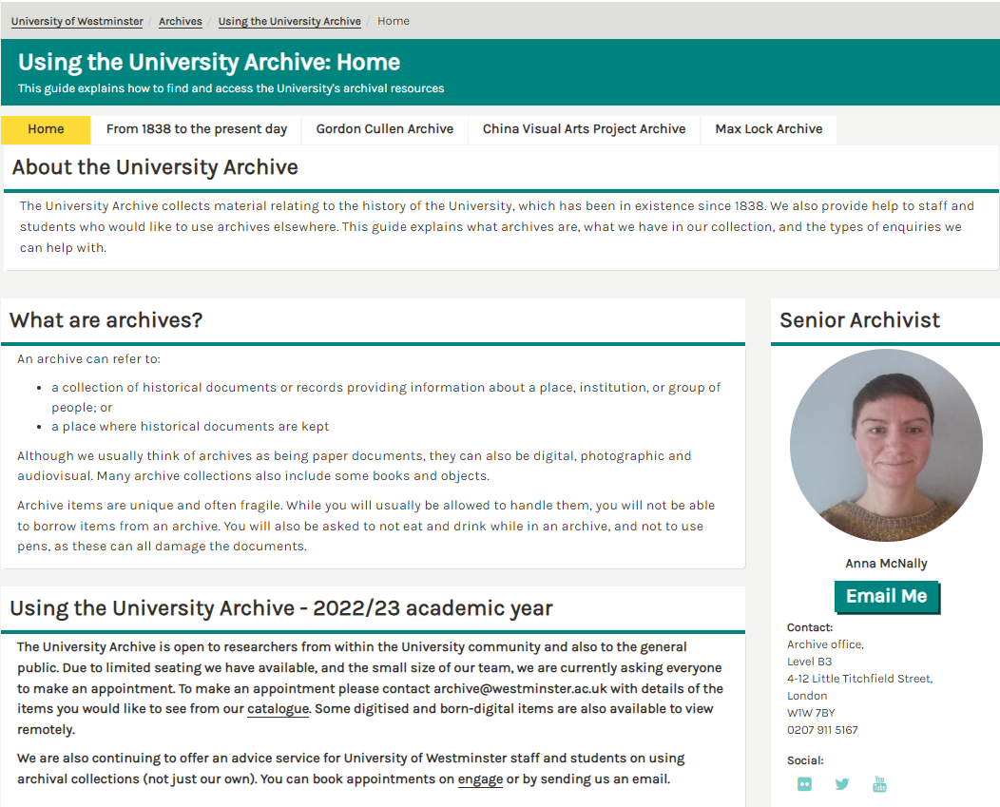 University of Westminster / Archives / Using the University Archive / Home
Using the University Archive: Home
This guide explains how to find and access the University's archival resources
Home
From 1838 to the present day
Gordon Cullen Archive
China Visual Arts Project Archive
Max Lock Archive
About the University Archive
The University Archive collects material relating to the history of the University, which has been in existence since 1838. We also provide help to staff and
students who would like to use archives elsewhere. This guide explains what archives are, what we have in our collection, and the types of enquiries we
can help with.
What are archives?
An archive can refer to:
• a collection of historical documents or records providing information about a place, institution, or group of
people; or
• a place where historical documents are kept
Although we usually think of archives as being paper documents, they can also be digital, photographic and
audiovisual. Many archive collections also include some books and objects.
Archive items are unique and often fragile. While you will usually be allowed to handle them, you will not be able
to borrow items from an archive. You will also be asked to not eat and drink while in an archive, and not to use
pens, as these can all damage the documents.
Using the University Archive - 2022/23 academic year
The University Archive is open to researchers from within the University community and also to the general
public. Due to limited seating we have available, and the small size of our team, we are currently asking everyone
to make an appointment. To make an appointment please contact archive@westminster.ac.uk with details of the
items you would like to see from our catalogue. Some digitised and born-digital items are also available to view
remotely.
We are also continuing to offer an advice service for University of Westminster staff and students on using
archival collections (not just our own). You can book appointments on engage or by sending us an email.
Senior Archivist
Anna McNally
Email Me
Contact:
Archive office,
Level B3
4-12 Little Titchfield Street,
London
W1W 7BY
0207 911 5167
Social:
You
Tube